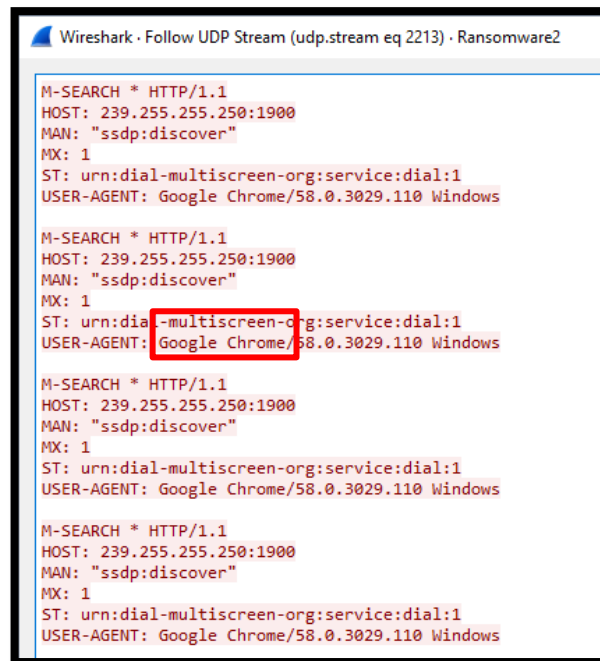 Wireshark · Follow UDP Stream (udp.stream eq 2213) · Ransomware2
M-SEARCH * HTTP/1.1
HOST: 239.255.255.250:1900
MAN: "ssdp:discover"
MX: 1
ST: urn:dial-multiscreen-org:service:dial:1
USER-AGENT: Google Chrome/58.0.3029.110 Windows
M-SEARCH * HTTP/1.1
HOST: 239.255.255.250:1900
MAN: "ssdp:discover"
MX: 1
ST: urn:dial-multiscreen-org:service:dial:1
USER-AGENT: Google Chrome/58.0.3029.110 Windows
M-SEARCH * HTTP/1.1
HOST: 239.255.255.250:1900
MAN: "ssdp:discover"
MX: 1
ST: urn:dial-multiscreen-org:service:dial:1
USER-AGENT: Google Chrome/58.0.3029.110 Windows
M-SEARCH * HTTP/1.1
HOST: 239.255.255.250:1900
MAN: "ssdp:discover"
MX: 1
ST: urn:dial-multiscreen-org:service:dial:1
USER-AGENT: Google Chrome/58.0.3029.110 Windows